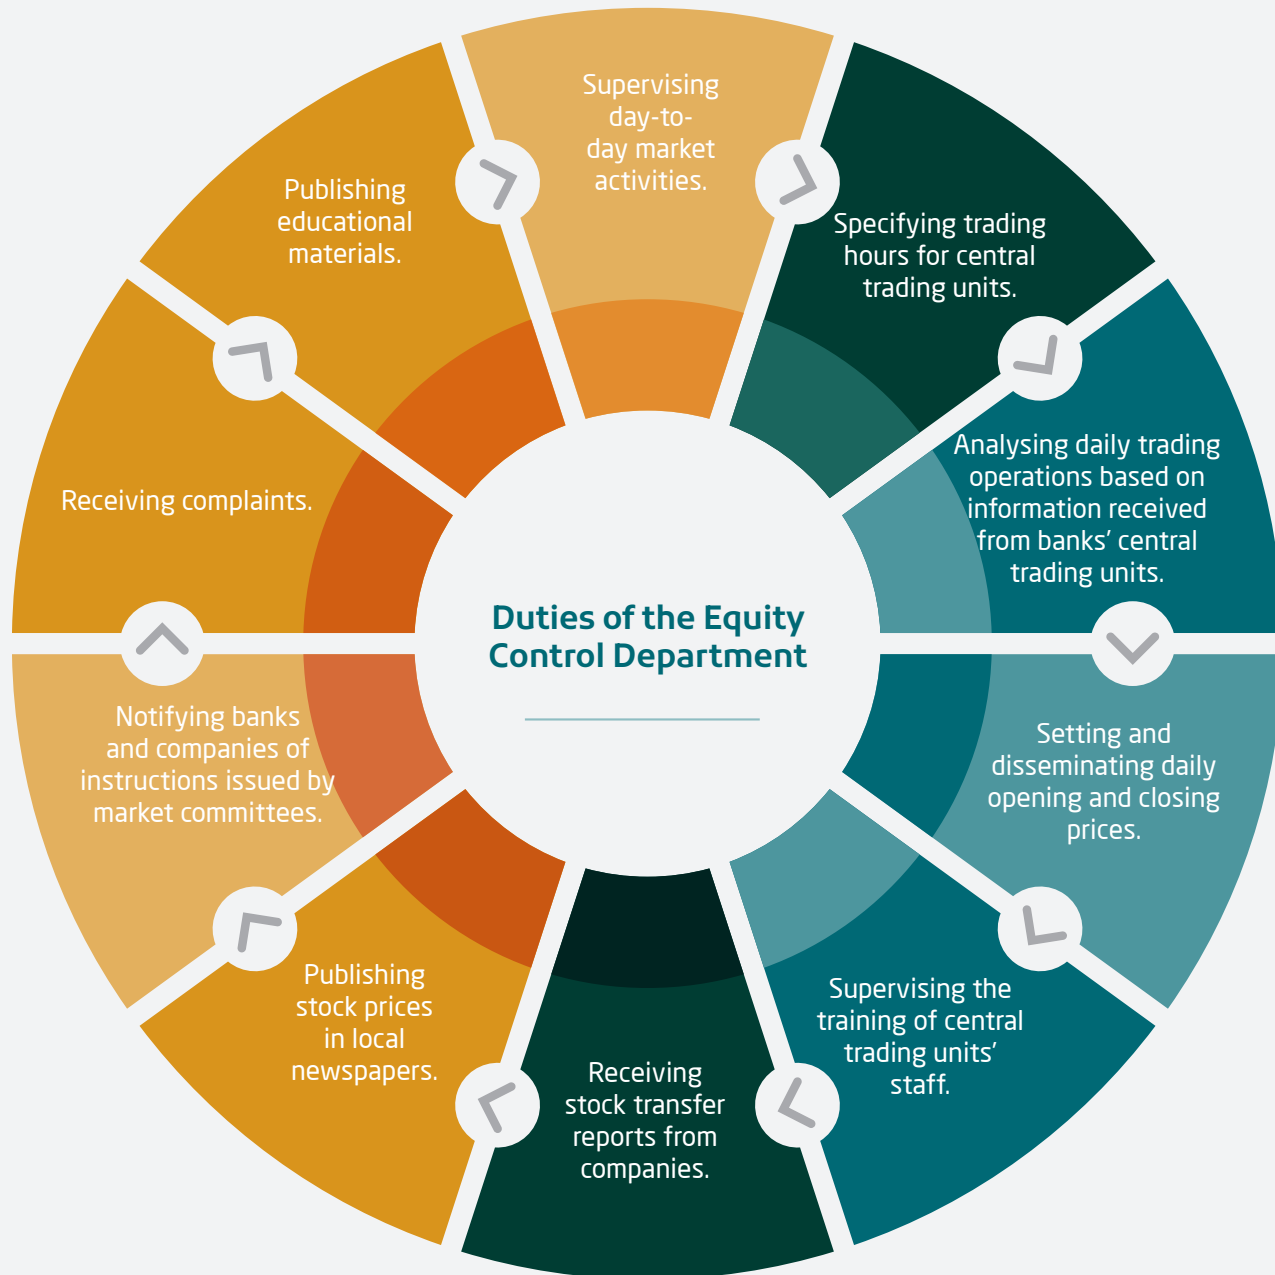 Duties of the Equity
Control Department
Supervising
day-to-
day market
activities.
Specifying trading
hours for central
trading units.
Analysing daily trading
operations based on
information received
from banks' central
trading units.
Setting and
disseminating daily
opening and closing
prices.
Supervising the
training of central
trading units'
staff.
Receiving
stock transfer
reports from
companies.
Publishing
stock prices
in local
newspapers.
Notifying banks
and companies of
instructions issued by
market committees.
Receiving complaints.
Publishing
educational
materials.